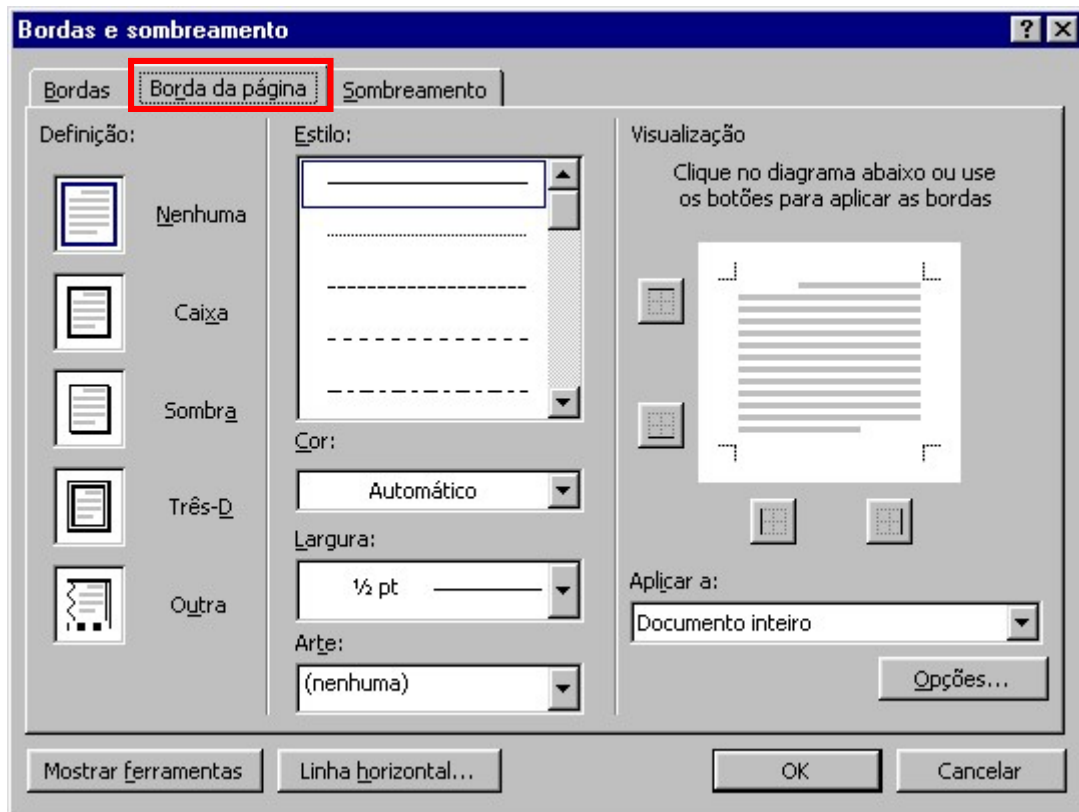 Bordas e sombreamento
Bordas
Borda da página
Sombreamento
Definição:
Nenhuma
Caixa
Sombra
Três-D
Outra
Estilo:
Cor:
Automático
Largura:
½ pt
Arte:
(nenhuma)
Visualização
Clique no diagrama abaixo ou use
os botões para aplicar as bordas
Aplicar a:
Documento inteiro
Opções...
Mostrar ferramentas
Linha horizontal...
OK
Cancelar